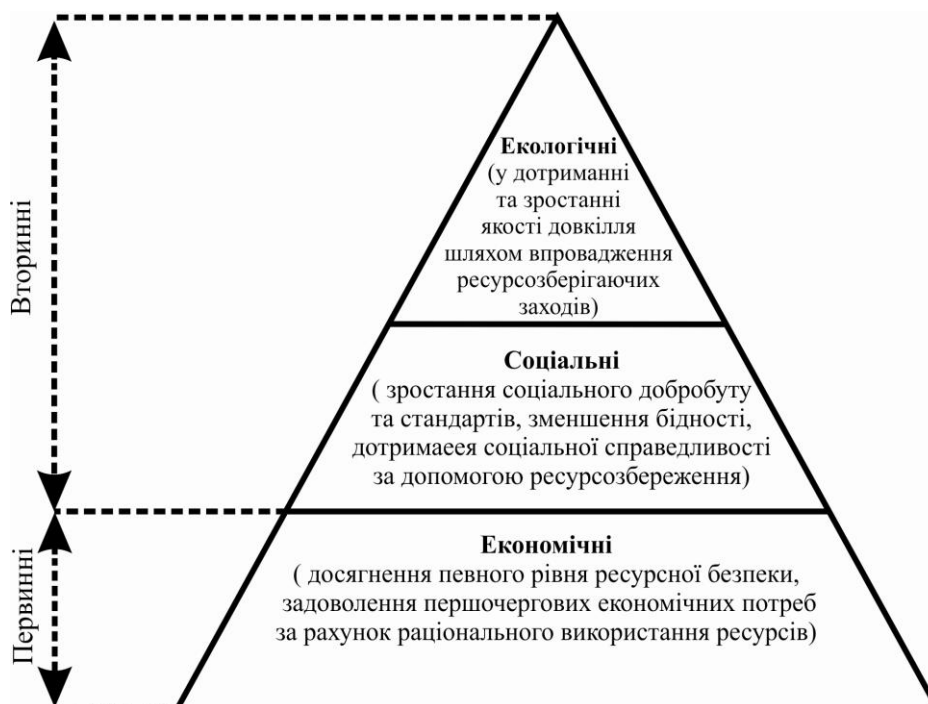 Вторинні
Екологічні
(у дотриманні
та зростанні
якості довкілля
шляхом впровадження
ресурсозберігаючих
заходів)
Соціальні
( зростання соціального добробуту
та стандартів, зменшення бідності,
дотримаеея соціальної справедливості
за допомогою ресурсозбереження)
Первинні
Економічні
( досягнення певного рівня ресурсної безпеки,
задоволення першочергових економічних потреб
за рахунок раціонального використання ресурсів)